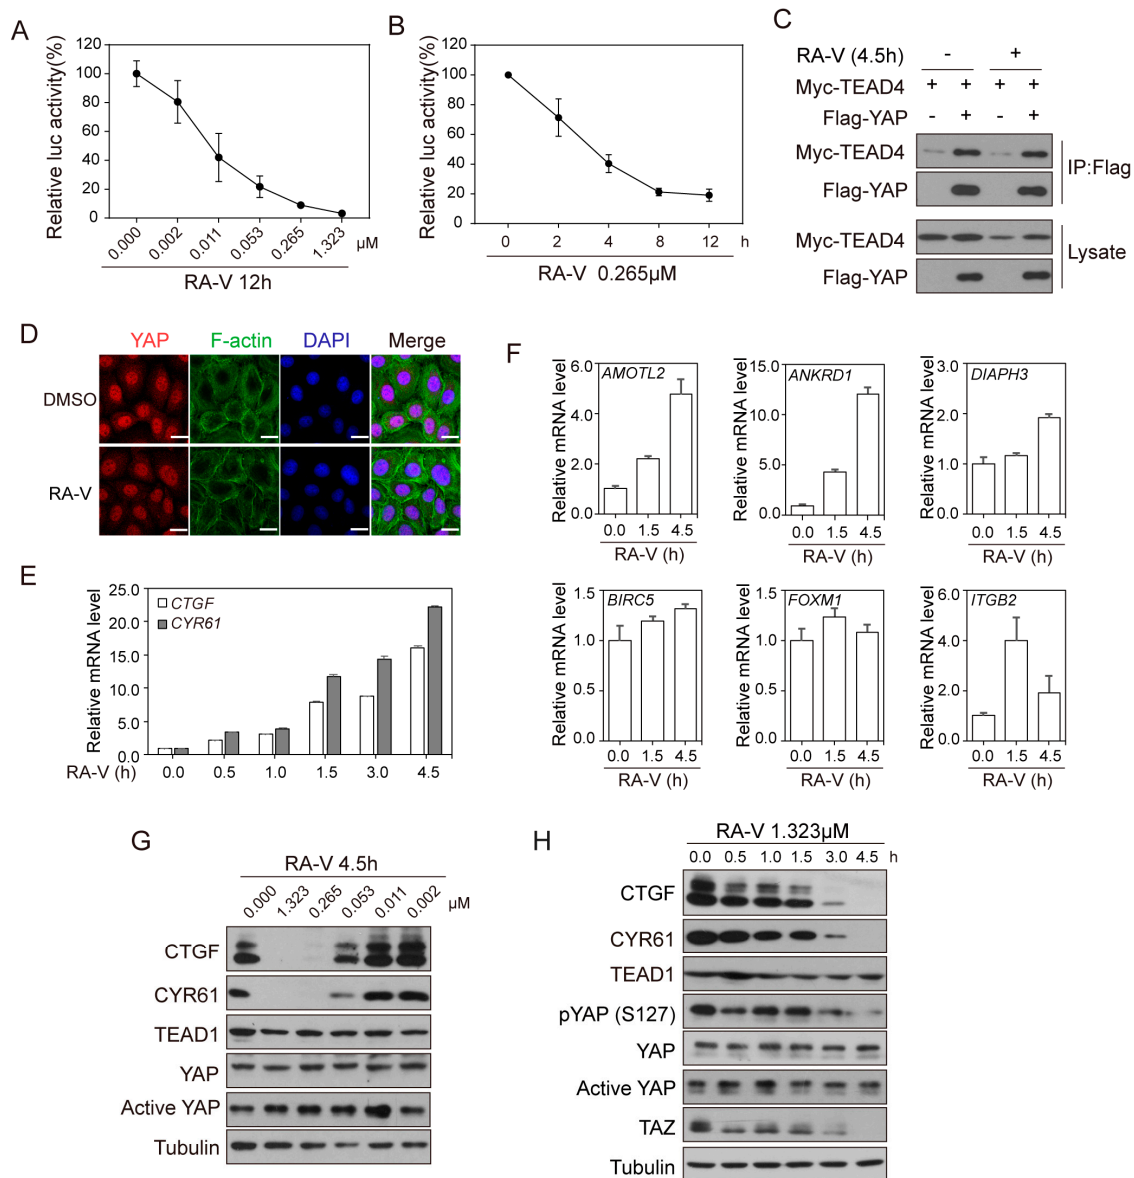 A
Relative luc activity(%)
120
100
80
60
40
20
0
0.000 0.002 0.011 0.053 0.265 1.323 µM
RA-V 12h
B
Relative luc activity(%)
120
100
80
60
40
20
0
0 2 4 8 12 h
RA-V 0.265µM
C
RA-V (4.5h) - +
Myc-TEAD4 + + + +
Flag-YAP - + - +
Myc-TEAD4
Flag-YAP
IP:Flag
Myc-TEAD4
Flag-YAP
Lysate
D
YAP F-actin DAPI Merge
DMSO
RA-V
E
Relative mRNA level
25.0
20.0
15.0
10.0
5.0
0.0
CTGF
CYR61
RA-V (h) 0.0 0.5 1.0 1.5 3.0 4.5
F
Relative mRNA level
6.0
4.0
2.0
0.0
AMOTL2
0.0 1.5 4.5
RA-V (h)
Relative mRNA level
15.0
10.0
5.0
0.0
ANKRD1
0.0 1.5 4.5
RA-V (h)
Relative mRNA level
3.0
2.0
1.0
0.0
DIAPH3
0.0 1.5 4.5
RA-V (h)
Relative mRNA level
1.5
1.0
0.5
0.0
BIRC5
0.0 1.5 4.5
RA-V (h)
Relative mRNA level
1.5
1.0
0.5
0.0
FOXM1
0.0 1.5 4.5
RA-V (h)
Relative mRNA level
6.0
4.0
2.0
0.0
ITGB2
0.0 1.5 4.5
RA-V (h)
G
RA-V 4.5h
0.000 1.323 0.265 0.053 0.011 0.002 µM
CTGF
CYR61
TEAD1
YAP
Active YAP
Tubulin
H
RA-V 1.323µM
0.0 0.5 1.0 1.5 3.0 4.5 h
CTGF
CYR61
TEAD1
pYAP (S127)
YAP
Active YAP
TAZ
Tubulin